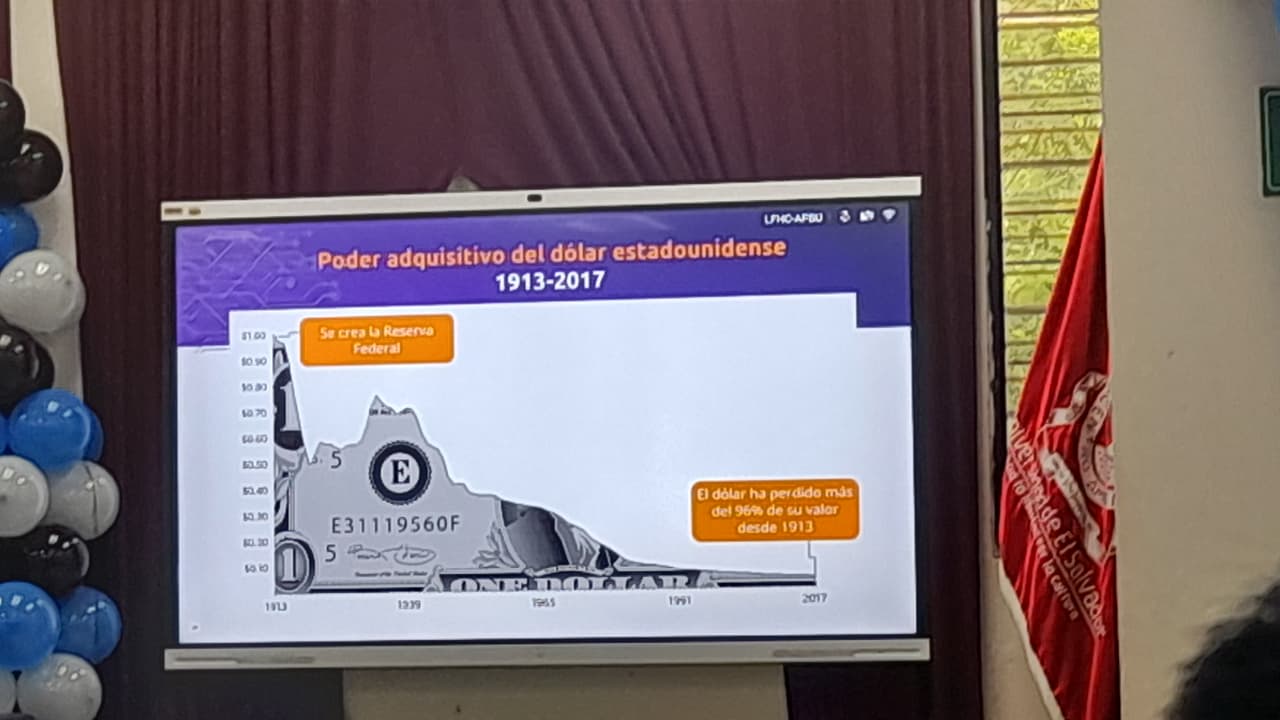 LFHC-AFBU
Poder adquisitivo del dólar estadounidense
1913-2017
Se crea la Reserva
Federal
$1.00
$0.90
$0.80
$0.70
$0.60
$0.50
$0.40
$0.30
$0.20
$0.10
5
E
E31119560F
1
5
ONE DOLLAR
El dólar ha perdido más
del 96% de su valor
desde 1913
1913
1939
1965
1991
2017
de El Salvador
por la cultura